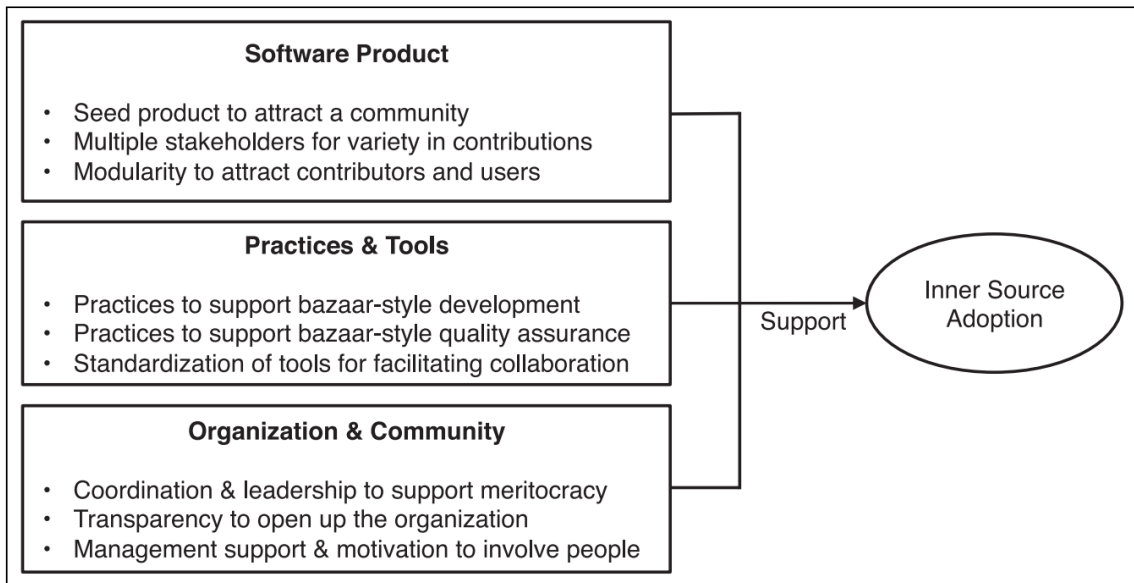 Software Product
• Seed product to attract a community
• Multiple stakeholders for variety in contributions
• Modularity to attract contributors and users
Practices & Tools
• Practices to support bazaar-style development
• Practices to support bazaar-style quality assurance
• Standardization of tools for facilitating collaboration
Organization & Community
• Coordination & leadership to support meritocracy
• Transparency to open up the organization
• Management support & motivation to involve people
Support
Inner Source
Adoption